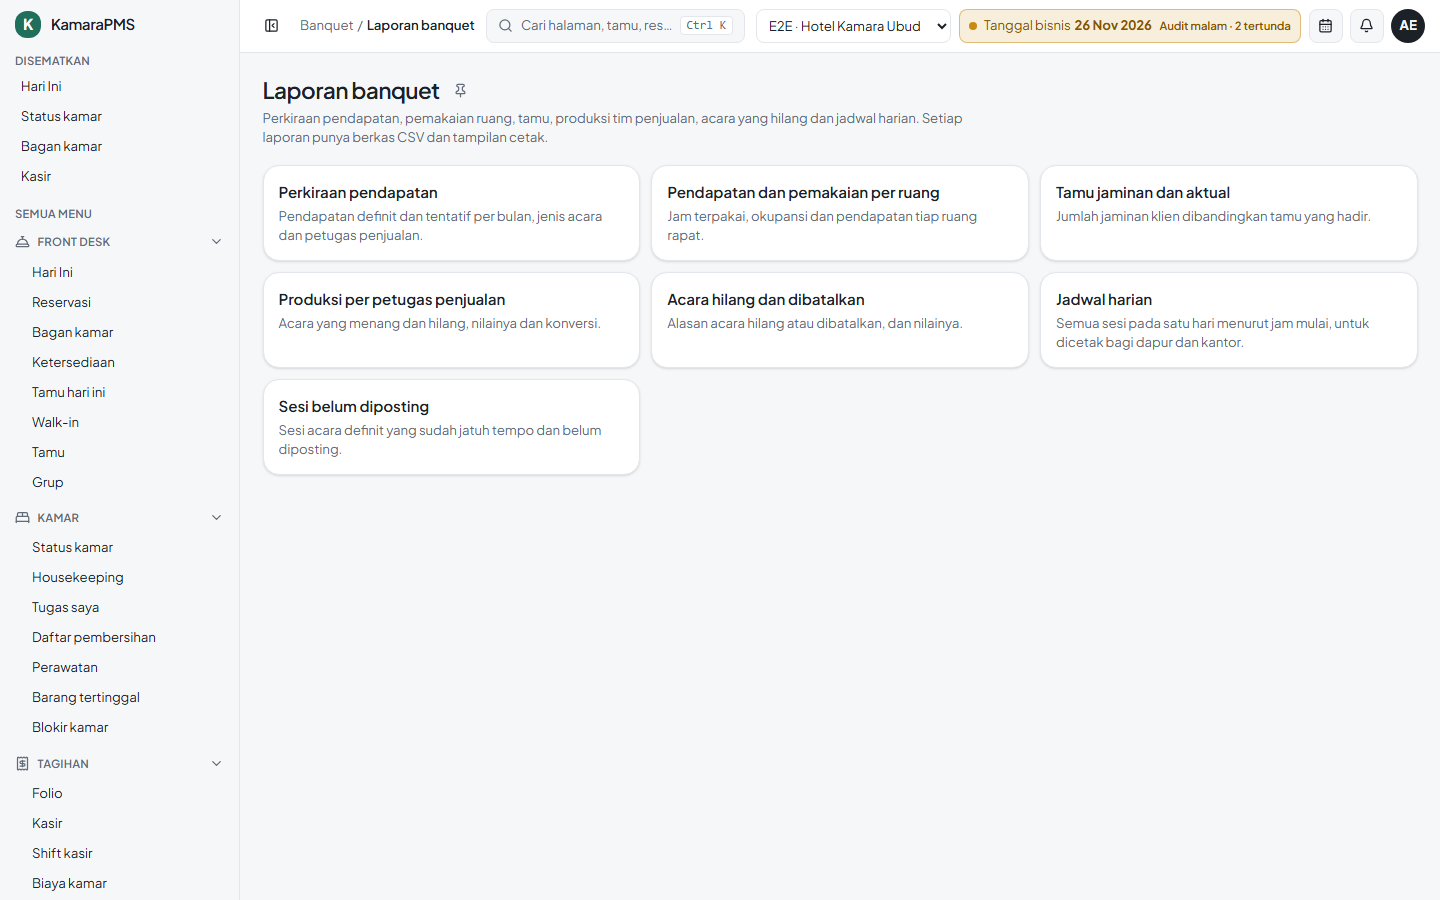 K KamaraPMS
DISEMATKAN
Hari Ini
Status kamar
Bagan kamar
Kasir
SEMUA MENU
FRONT DESK
Hari Ini
Reservasi
Bagan kamar
Ketersediaan
Tamu hari ini
Walk-in
Tamu
Grup
KAMAR
Status kamar
Housekeeping
Tugas saya
Daftar pembersihan
Perawatan
Barang tertinggal
Blokir kamar
TAGIHAN
Folio
Kasir
Shift kasir
Biaya kamar
Banquet / Laporan banquet
Cari halaman, tamu, res... Ctrl K
E2E · Hotel Kamara Ubud
Tanggal bisnis 26 Nov 2026 Audit malam · 2 tertunda
AE
Laporan banquet
Perkiraan pendapatan, pemakaian ruang, tamu, produksi tim penjualan, acara yang hilang dan jadwal harian. Setiap
laporan punya berkas CSV dan tampilan cetak.
Perkiraan pendapatan
Pendapatan definit dan tentatif per bulan, jenis acara
dan petugas penjualan.
Pendapatan dan pemakaian per ruang
Jam terpakai, okupansi dan pendapatan tiap ruang
rapat.
Tamu jaminan dan aktual
Jumlah jaminan klien dibandingkan tamu yang hadir.
Produksi per petugas penjualan
Acara yang menang dan hilang, nilainya dan konversi.
Acara hilang dan dibatalkan
Alasan acara hilang atau dibatalkan, dan nilainya.
Jadwal harian
Semua sesi pada satu hari menurut jam mulai, untuk
dicetak bagi dapur dan kantor.
Sesi belum diposting
Sesi acara definit yang sudah jatuh tempo dan belum
diposting.